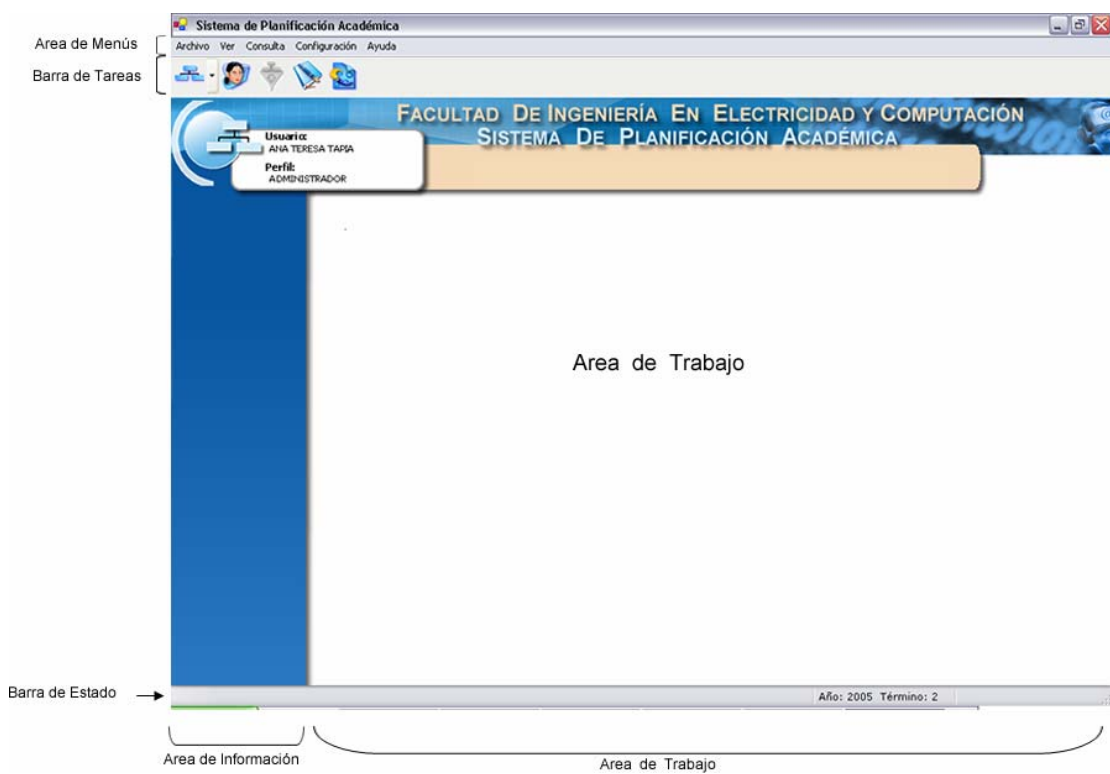 Sistema de Planificación Académica
Area de Menús
Archivo Ver Consulta Configuración Ayuda
Barra de Tareas
FACULTAD DE INGENIERÍA EN ELECTRICIDAD Y COMPUTACIÓN
SISTEMA DE PLANIFICACIÓN ACADÉMICA
Usuario:
ANA TERESA TAPIA
Perfil:
ADMINISTRADOR
Area de Trabajo
Barra de Estado
Año: 2005 Término: 2
Area de Información
Area de Trabajo